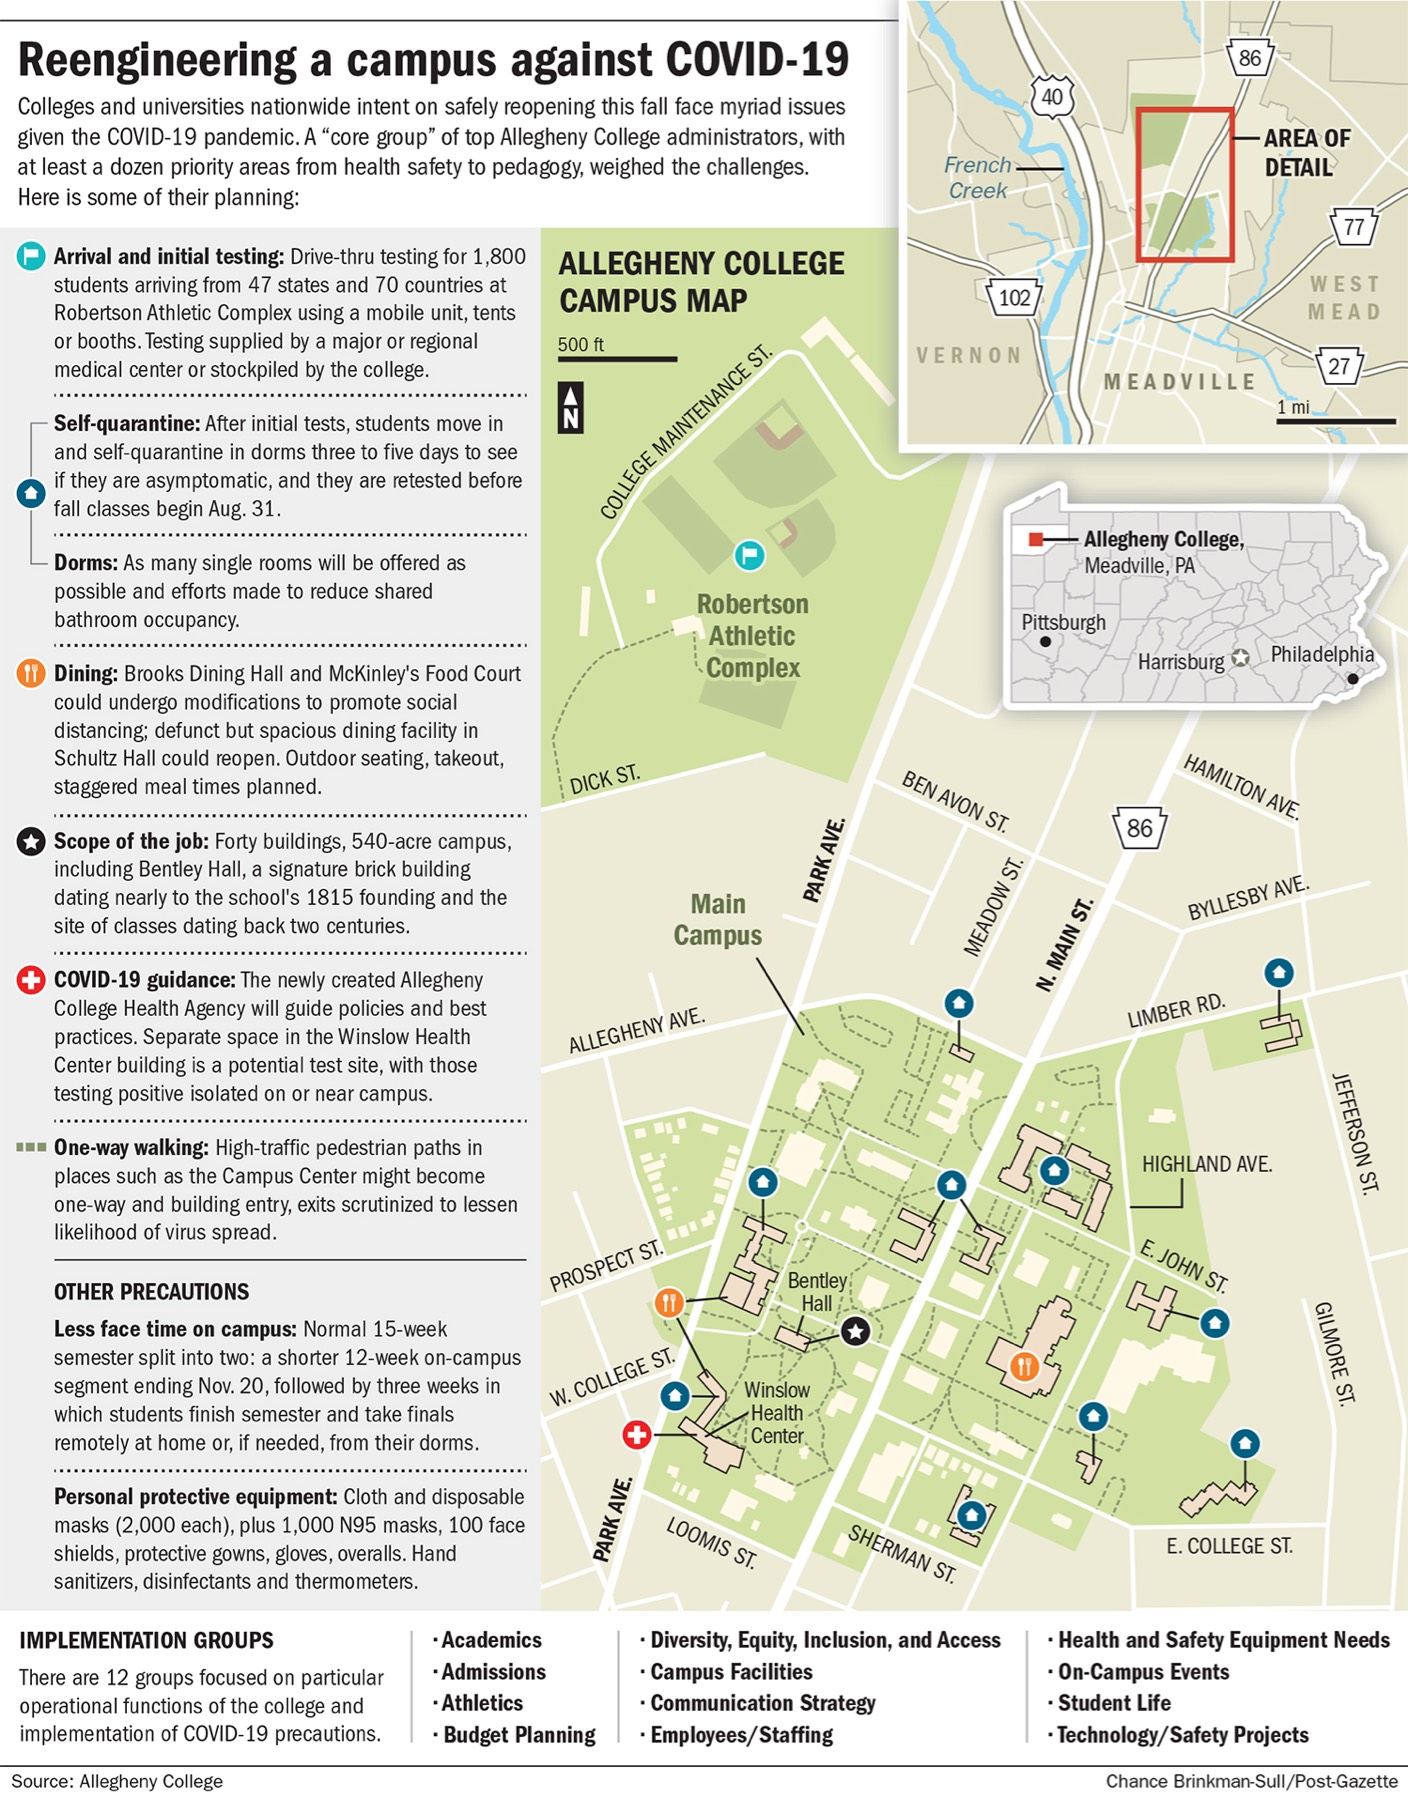 Reengineering a campus against COVID-19
Colleges and universities nationwide intent on safely reopening this fall face myriad issues
given the COVID-19 pandemic. A “core group” of top Allegheny College administrators, with
at least a dozen priority areas from health safety to pedagogy, weighed the challenges.
Here is some of their planning:
Arrival and initial testing: Drive-thru testing for 1,800
students arriving from 47 states and 70 countries at
Robertson Athletic Complex using a mobile unit, tents
or booths. Testing supplied by a major or regional
medical center or stockpiled by the college.
Self-quarantine: After initial tests, students move in
and self-quarantine in dorms three to five days to see
if they are asymptomatic, and they are retested before
fall classes begin Aug. 31.
Dorms: As many single rooms will be offered as
possible and efforts made to reduce shared
bathroom occupancy.
Dining: Brooks Dining Hall and McKinley's Food Court
could undergo modifications to promote social
distancing; defunct but spacious dining facility in
Schultz Hall could reopen. Outdoor seating, takeout,
staggered meal times planned.
Scope of the job: Forty buildings, 540-acre campus,
including Bentley Hall, a signature brick building
dating nearly to the school's 1815 founding and the
site of classes dating back two centuries.
COVID-19 guidance: The newly created Allegheny
College Health Agency will guide policies and best
practices. Separate space in the Winslow Health
Center building is a potential test site, with those
testing positive isolated on or near campus.
One-way walking: High-traffic pedestrian paths in
places such as the Campus Center might become
one-way and building entry, exits scrutinized to lessen
likelihood of virus spread.
OTHER PRECAUTIONS
Less face time on campus: Normal 15-week
semester split into two: a shorter 12-week on-campus
segment ending Nov. 20, followed by three weeks in
which students finish semester and take finals
remotely at home or, if needed, from their dorms.
Personal protective equipment: Cloth and disposable
masks (2,000 each), plus 1,000 N95 masks, 100 face
shields, protective gowns, gloves, overalls. Hand
sanitizers, disinfectants and thermometers.
ALLEGHENY COLLEGE
CAMPUS MAP
500 ft
N
COLLEGE MAINTENANCE ST.
Robertson
Athletic
Complex
DICK ST.
86
40
AREA OF
DETAIL
French
Creek
77
102
WEST
MEAD
VERNON
27
MEADVILLE
1 mi
Allegheny College,
Meadville, PA
Pittsburgh
Harrisburg
Philadelphia
HAMILTON AVE.
BEN AVON ST.
86
PARK AVE.
MEADOW ST.
BYLLESBY AVE.
Main
Campus
N. MAIN ST.
LIMBER RD.
ALLEGHENY AVE.
JEFFERSON ST.
HIGHLAND AVE.
PROSPECT ST.
E. JOHN ST.
Bentley
Hall
GILMORE ST.
W. COLLEGE ST.
Winslow
Health
Center
PARK AVE.
LOOMIS ST.
SHERMAN ST.
E. COLLEGE ST.
IMPLEMENTATION GROUPS
There are 12 groups focused on particular
operational functions of the college and
implementation of COVID-19 precautions.
· Academics
· Admissions
· Athletics
· Budget Planning
· Diversity, Equity, Inclusion, and Access
· Campus Facilities
· Communication Strategy
· Employees/Staffing
· Health and Safety Equipment Needs
· On-Campus Events
· Student Life
· Technology/Safety Projects
Source: Allegheny College
Chance Brinkman-Sull/Post-Gazette